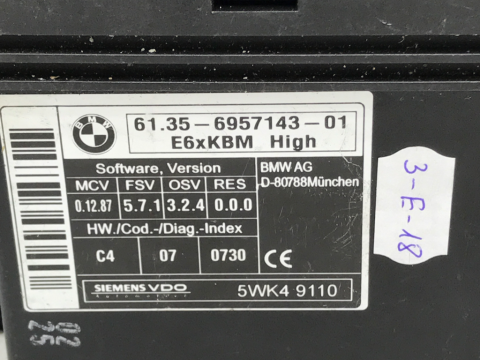 BMW
61.35-6957143-01
E6xKBM High
Software, Version
MCV FSV OSV RES
0.12.87 5.7.1 3.2.4 0.0.0
BMW AG
D-80788München
HW./Cod-/Diag.-Index
C4 07 0730
CE
SIEMENS VDO
Automotive
5WK4 9110
3-E-18